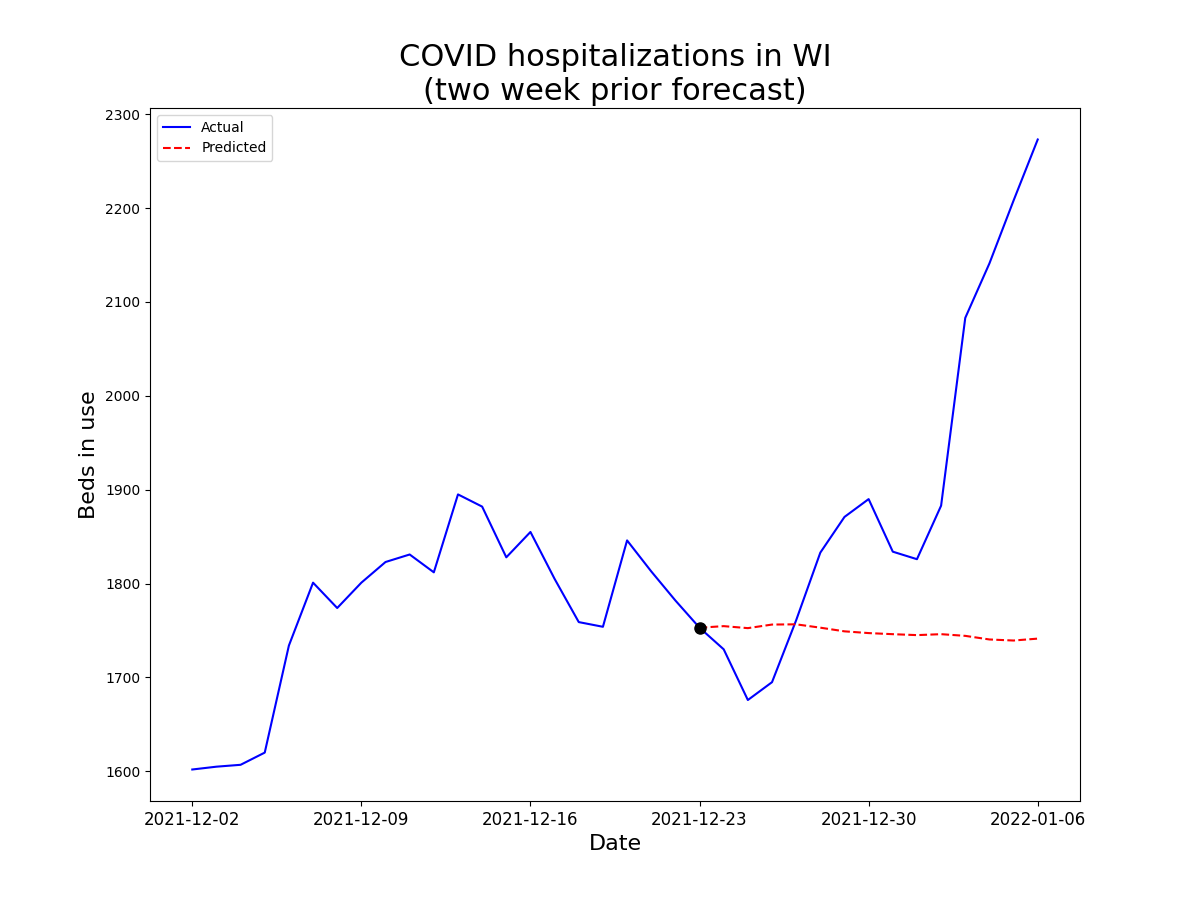 COVID hospitalizations in WI
(two week prior forecast)
Actual
Predicted
2300
2200
2100
2000
1900
1800
1700
1600
Beds in use
2021-12-02 2021-12-09 2021-12-16 2021-12-23 2021-12-30 2022-01-06
Date